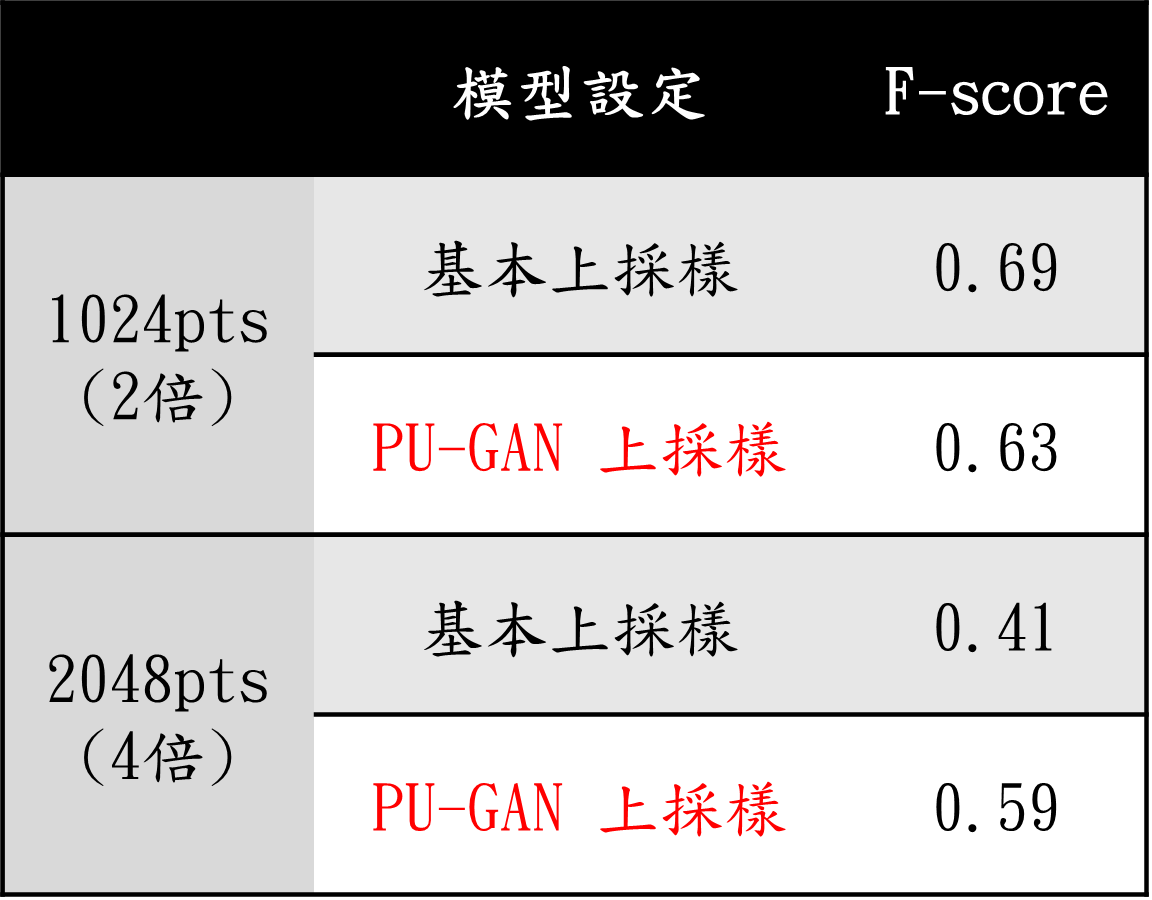 模型設定 F-score
1024pts
(2倍)
基本上採樣 0.69
PU-GAN 上採樣 0.63
2048pts
(4倍)
基本上採樣 0.41
PU-GAN 上採樣 0.59